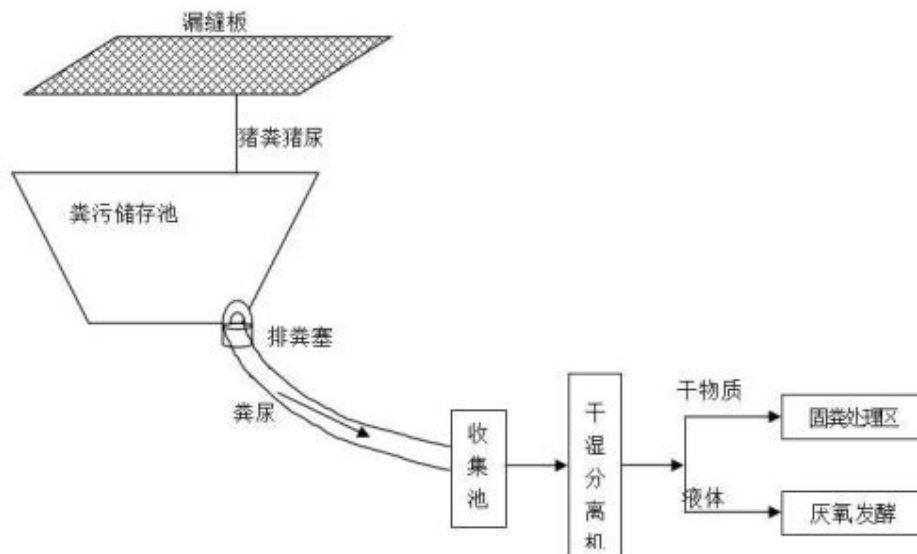 漏缝板
猪粪猪尿
粪污储存池
排粪塞
粪尿
收集池
干湿分离机
干物质
固粪处理区
液体
厌氧发酵